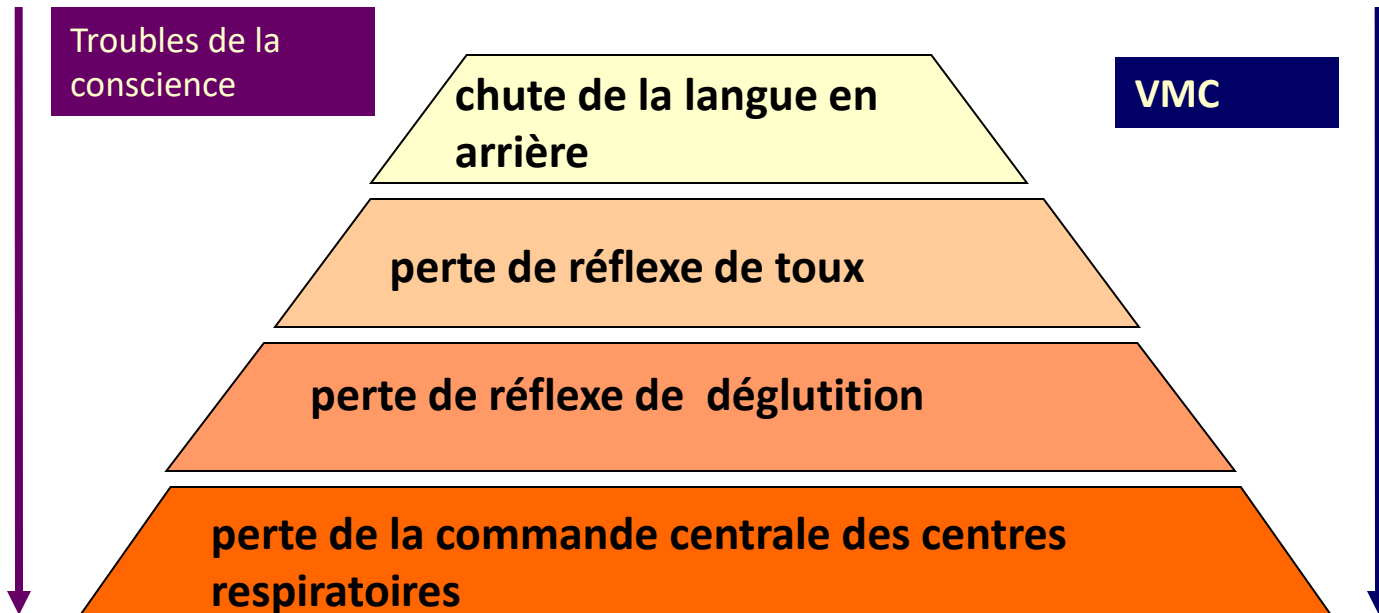 Troubles de la
conscience
VMC
chute de la langue en
arrière
perte de réflexe de toux
perte de réflexe de  déglutition
perte de la commande centrale des centres
respiratoires